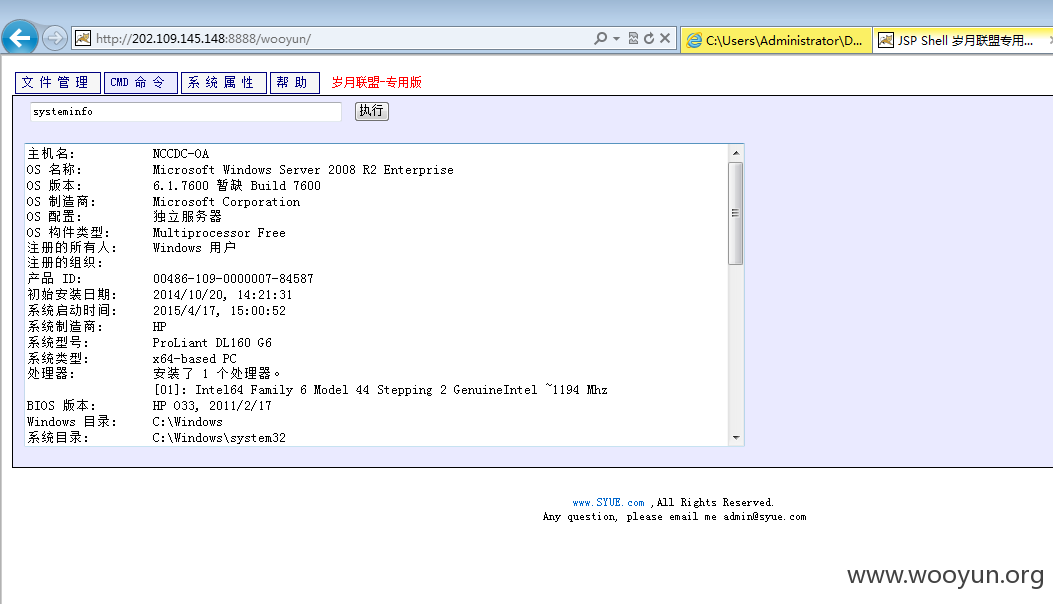 http://202.109.145.148:8888/wooyun/
C:\Users\Administrator\D...
JSP Shell 岁月联盟专用...
文 件 管 理 CMD 命 令 系 统 属 性 帮 助 岁月联盟-专用版
systeminfo 执行
主机名: NCCDC-OA
OS 名称: Microsoft Windows Server 2008 R2 Enterprise
OS 版本: 6.1.7600 暂缺 Build 7600
OS 制造商: Microsoft Corporation
OS 配置: 独立服务器
OS 构件类型: Multiprocessor Free
注册的所有人: Windows 用户
注册的组织:
产品 ID: 00486-109-0000007-84587
初始安装日期: 2014/10/20, 14:21:31
系统启动时间: 2015/4/17, 15:00:52
系统制造商: HP
系统型号: ProLiant DL160 G6
系统类型: x64-based PC
处理器: 安装了 1 个处理器。
[01]: Intel64 Family 6 Model 44 Stepping 2 GenuineIntel ~1194 Mhz
BIOS 版本: HP O33, 2011/2/17
Windows 目录: C:\Windows
系统目录: C:\Windows\system32
www.SYUE.com ,All Rights Reserved.
Any question, please email me admin@syue.com
www.wooyun.org